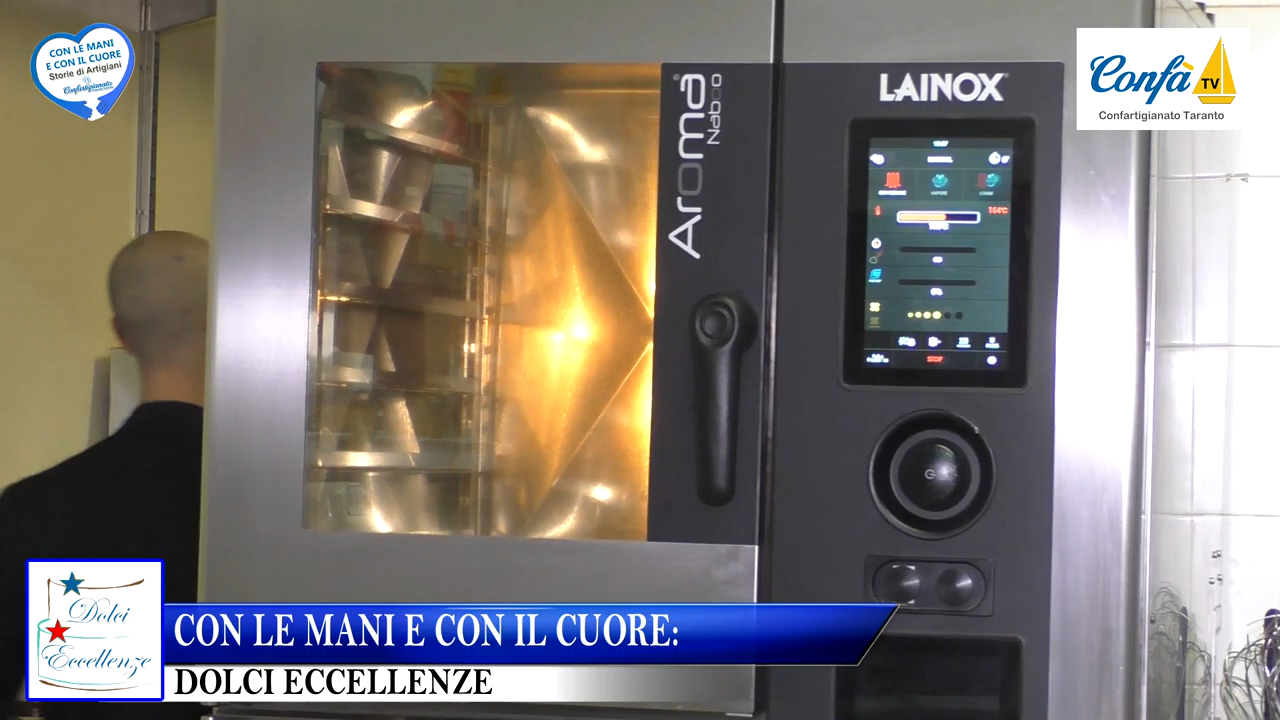 CON LE MANI
E CON IL CUORE
Storie di Artigiani
Confartigianato
Confà TV
Confartigianato Taranto
LAINOX
Aroma
Naboo
STOP
Dolci
Eccellenze
CON LE MANI E CON IL CUORE:
DOLCI ECCELLENZE